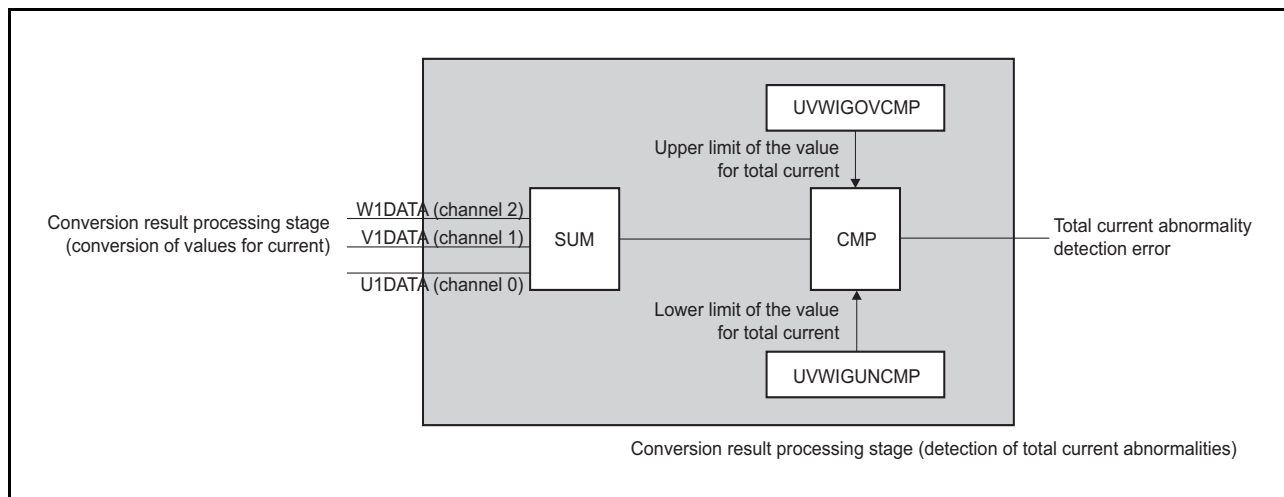 UVWIGOVCMP
Upper limit of the value
for total current
W1DATA (channel 2)
Conversion result processing stage
(conversion of values for current)
V1DATA (channel 1)
SUM
CMP
Total current abnormality
detection error
U1DATA (channel 0)
Lower limit of the value
for total current
UVWIGUNCMP
Conversion result processing stage (detection of total current abnormalities)